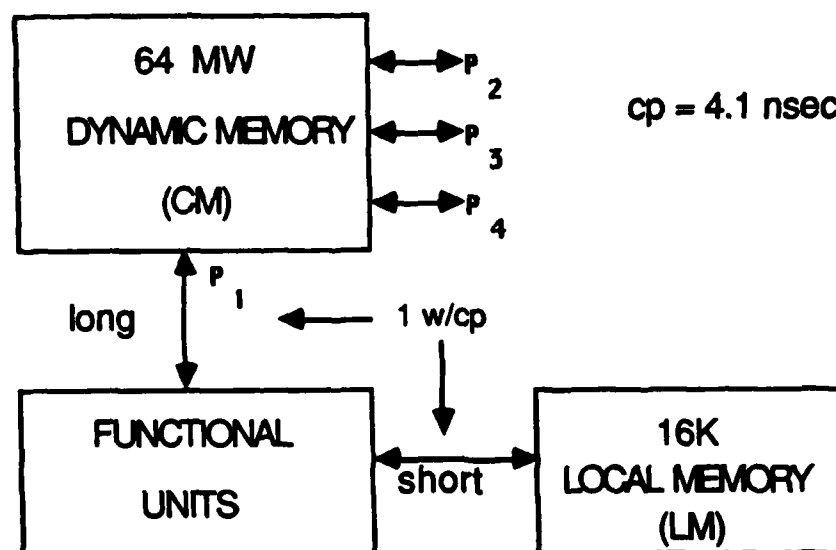 64 MW
DYNAMIC MEMORY
(CM)
P 2
P 3
P 4
cp = 4.1 nsec
P 1
long
1 w/cp
FUNCTIONAL
UNITS
short
16K
LOCAL MEMORY
(LM)